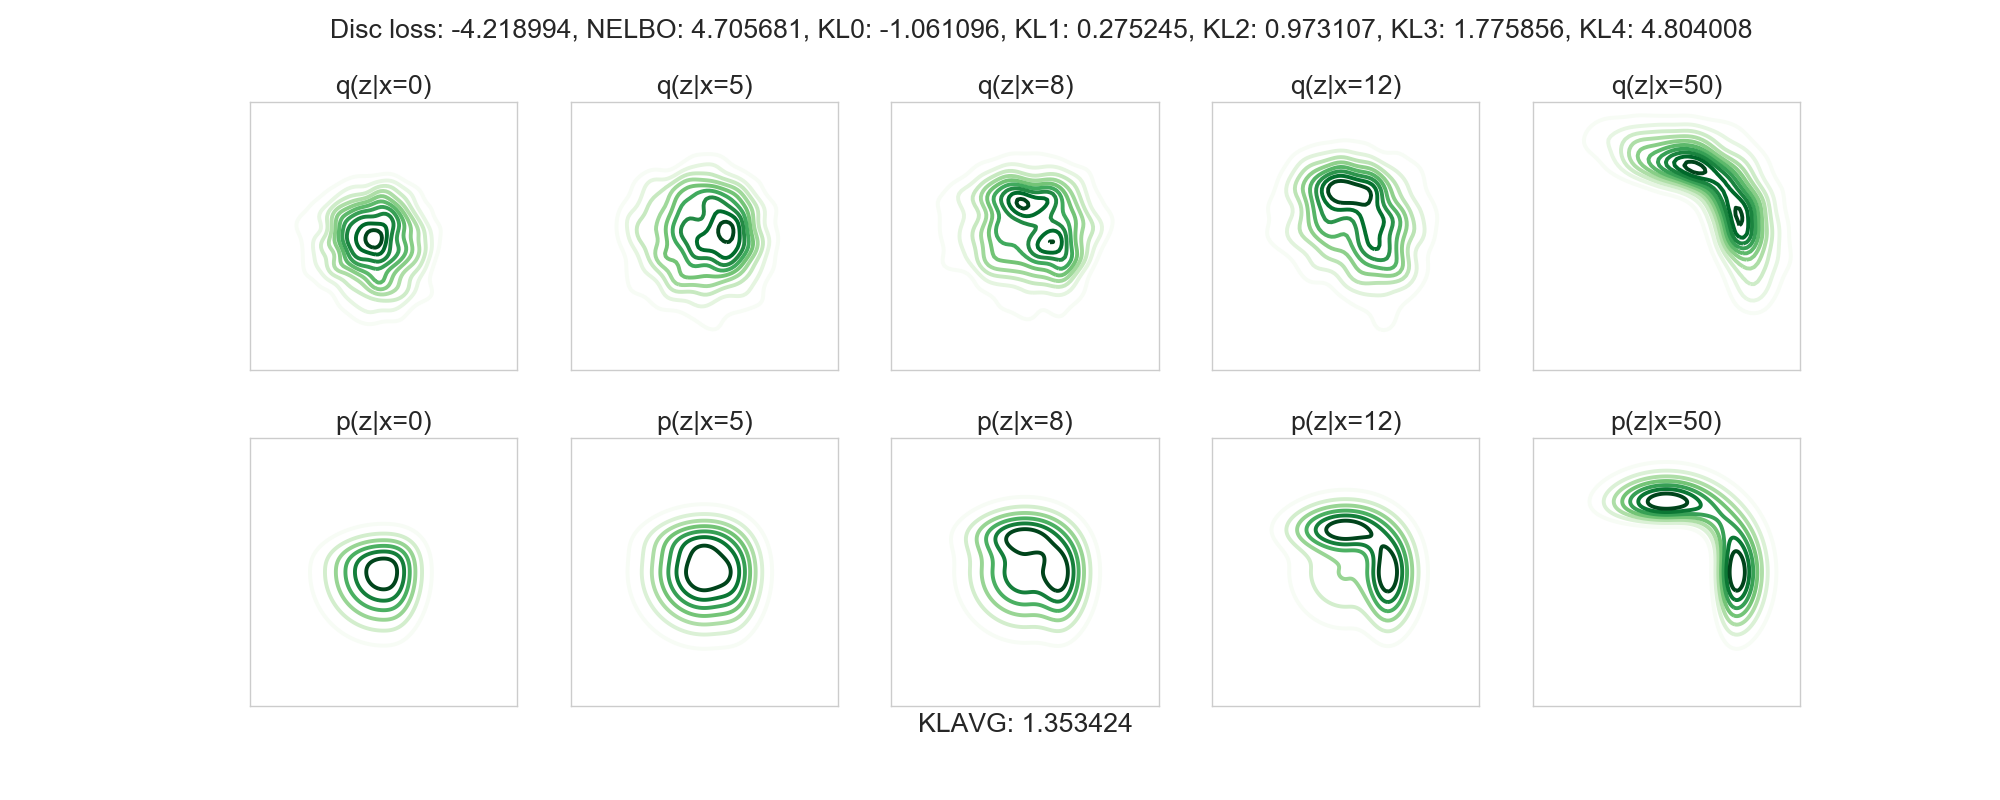 Disc loss: -4.218994, NELBO: 4.705681, KL0: -1.061096, KL1: 0.275245, KL2: 0.973107, KL3: 1.775856, KL4: 4.804008
q(z|x=0) q(z|x=5) q(z|x=8) q(z|x=12) q(z|x=50)
p(z|x=0) p(z|x=5) p(z|x=8) p(z|x=12) p(z|x=50)
KLAVG: 1.353424